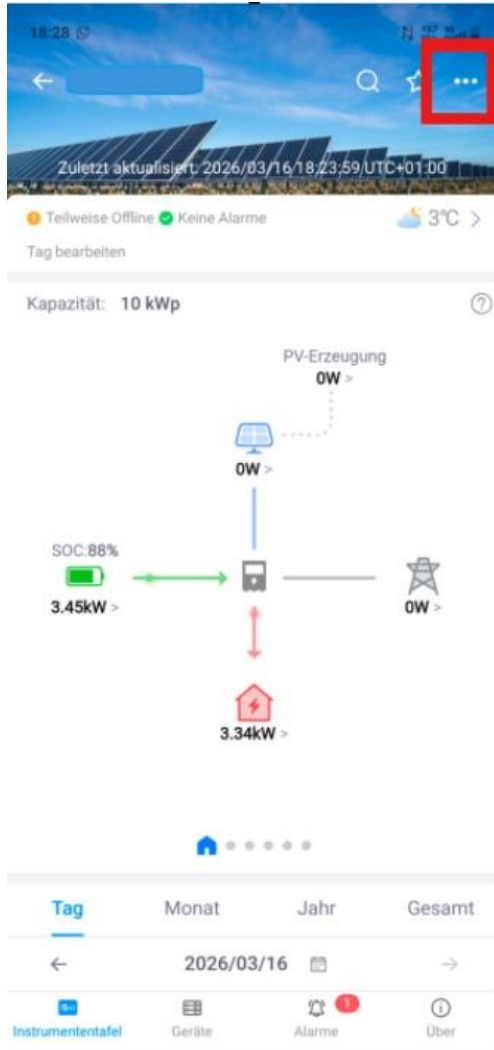 18:28
Zuletzt aktualisiert: 2026/03/16 18:23:59 UTC+01:00
Teilweise Offline Keine Alarme 3℃ >
Tag bearbeiten
Kapazität: 10 kWp
PV-Erzeugung
0W >
0W >
SOC:88%
3.45kW >
0W >
3.34kW >
Tag Monat Jahr Gesamt
2026/03/16
1
Instrumententafel Geräte Alarme Über